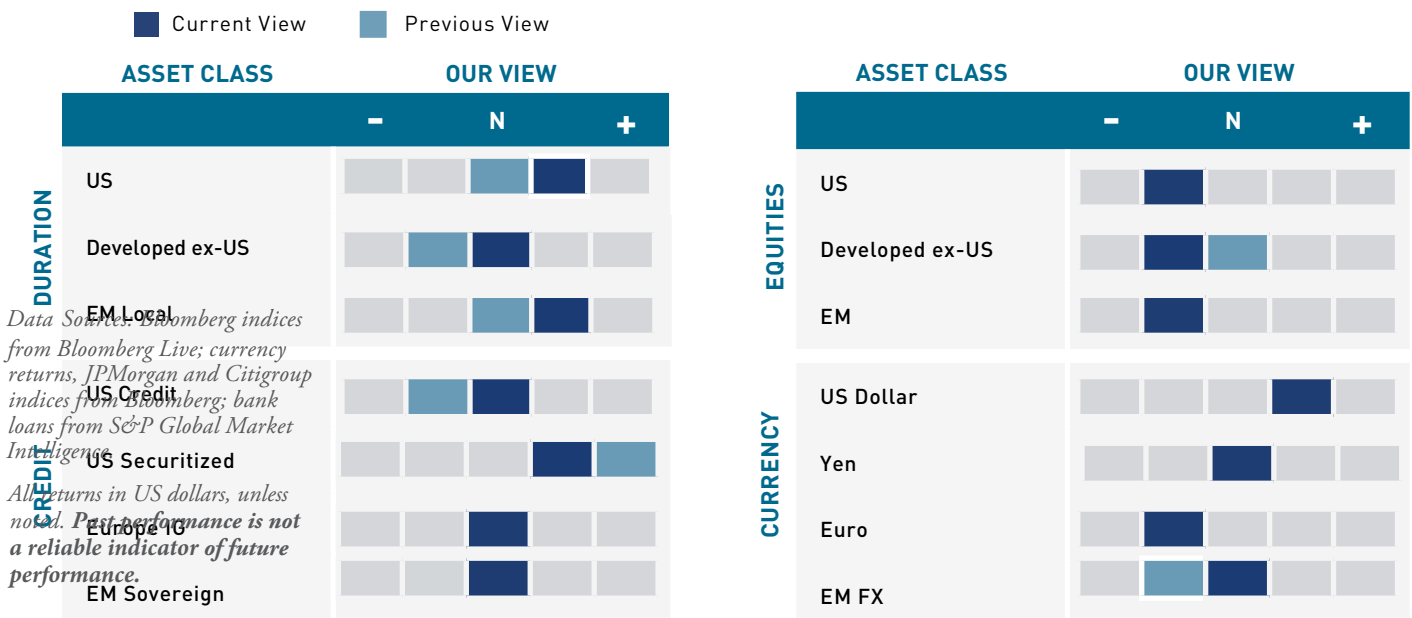 Current View
Previous View
ASSET CLASS
OUR VIEW
-
N
+
DURATION
US
Developed ex-US
EM Local
CREDIT
US Credit
US Securitized
Europe IG
EM Sovereign
Data Sources: Bloomberg indices
from Bloomberg Live; currency
returns, JPMorgan and Citigroup
indices from Bloomberg; bank
loans from S&P Global Market
Intelligence.
All returns in US dollars, unless
noted. Past performance is not
a reliable indicator of future
performance.
ASSET CLASS
OUR VIEW
-
N
+
EQUITIES
US
Developed ex-US
EM
CURRENCY
US Dollar
Yen
Euro
EM FX